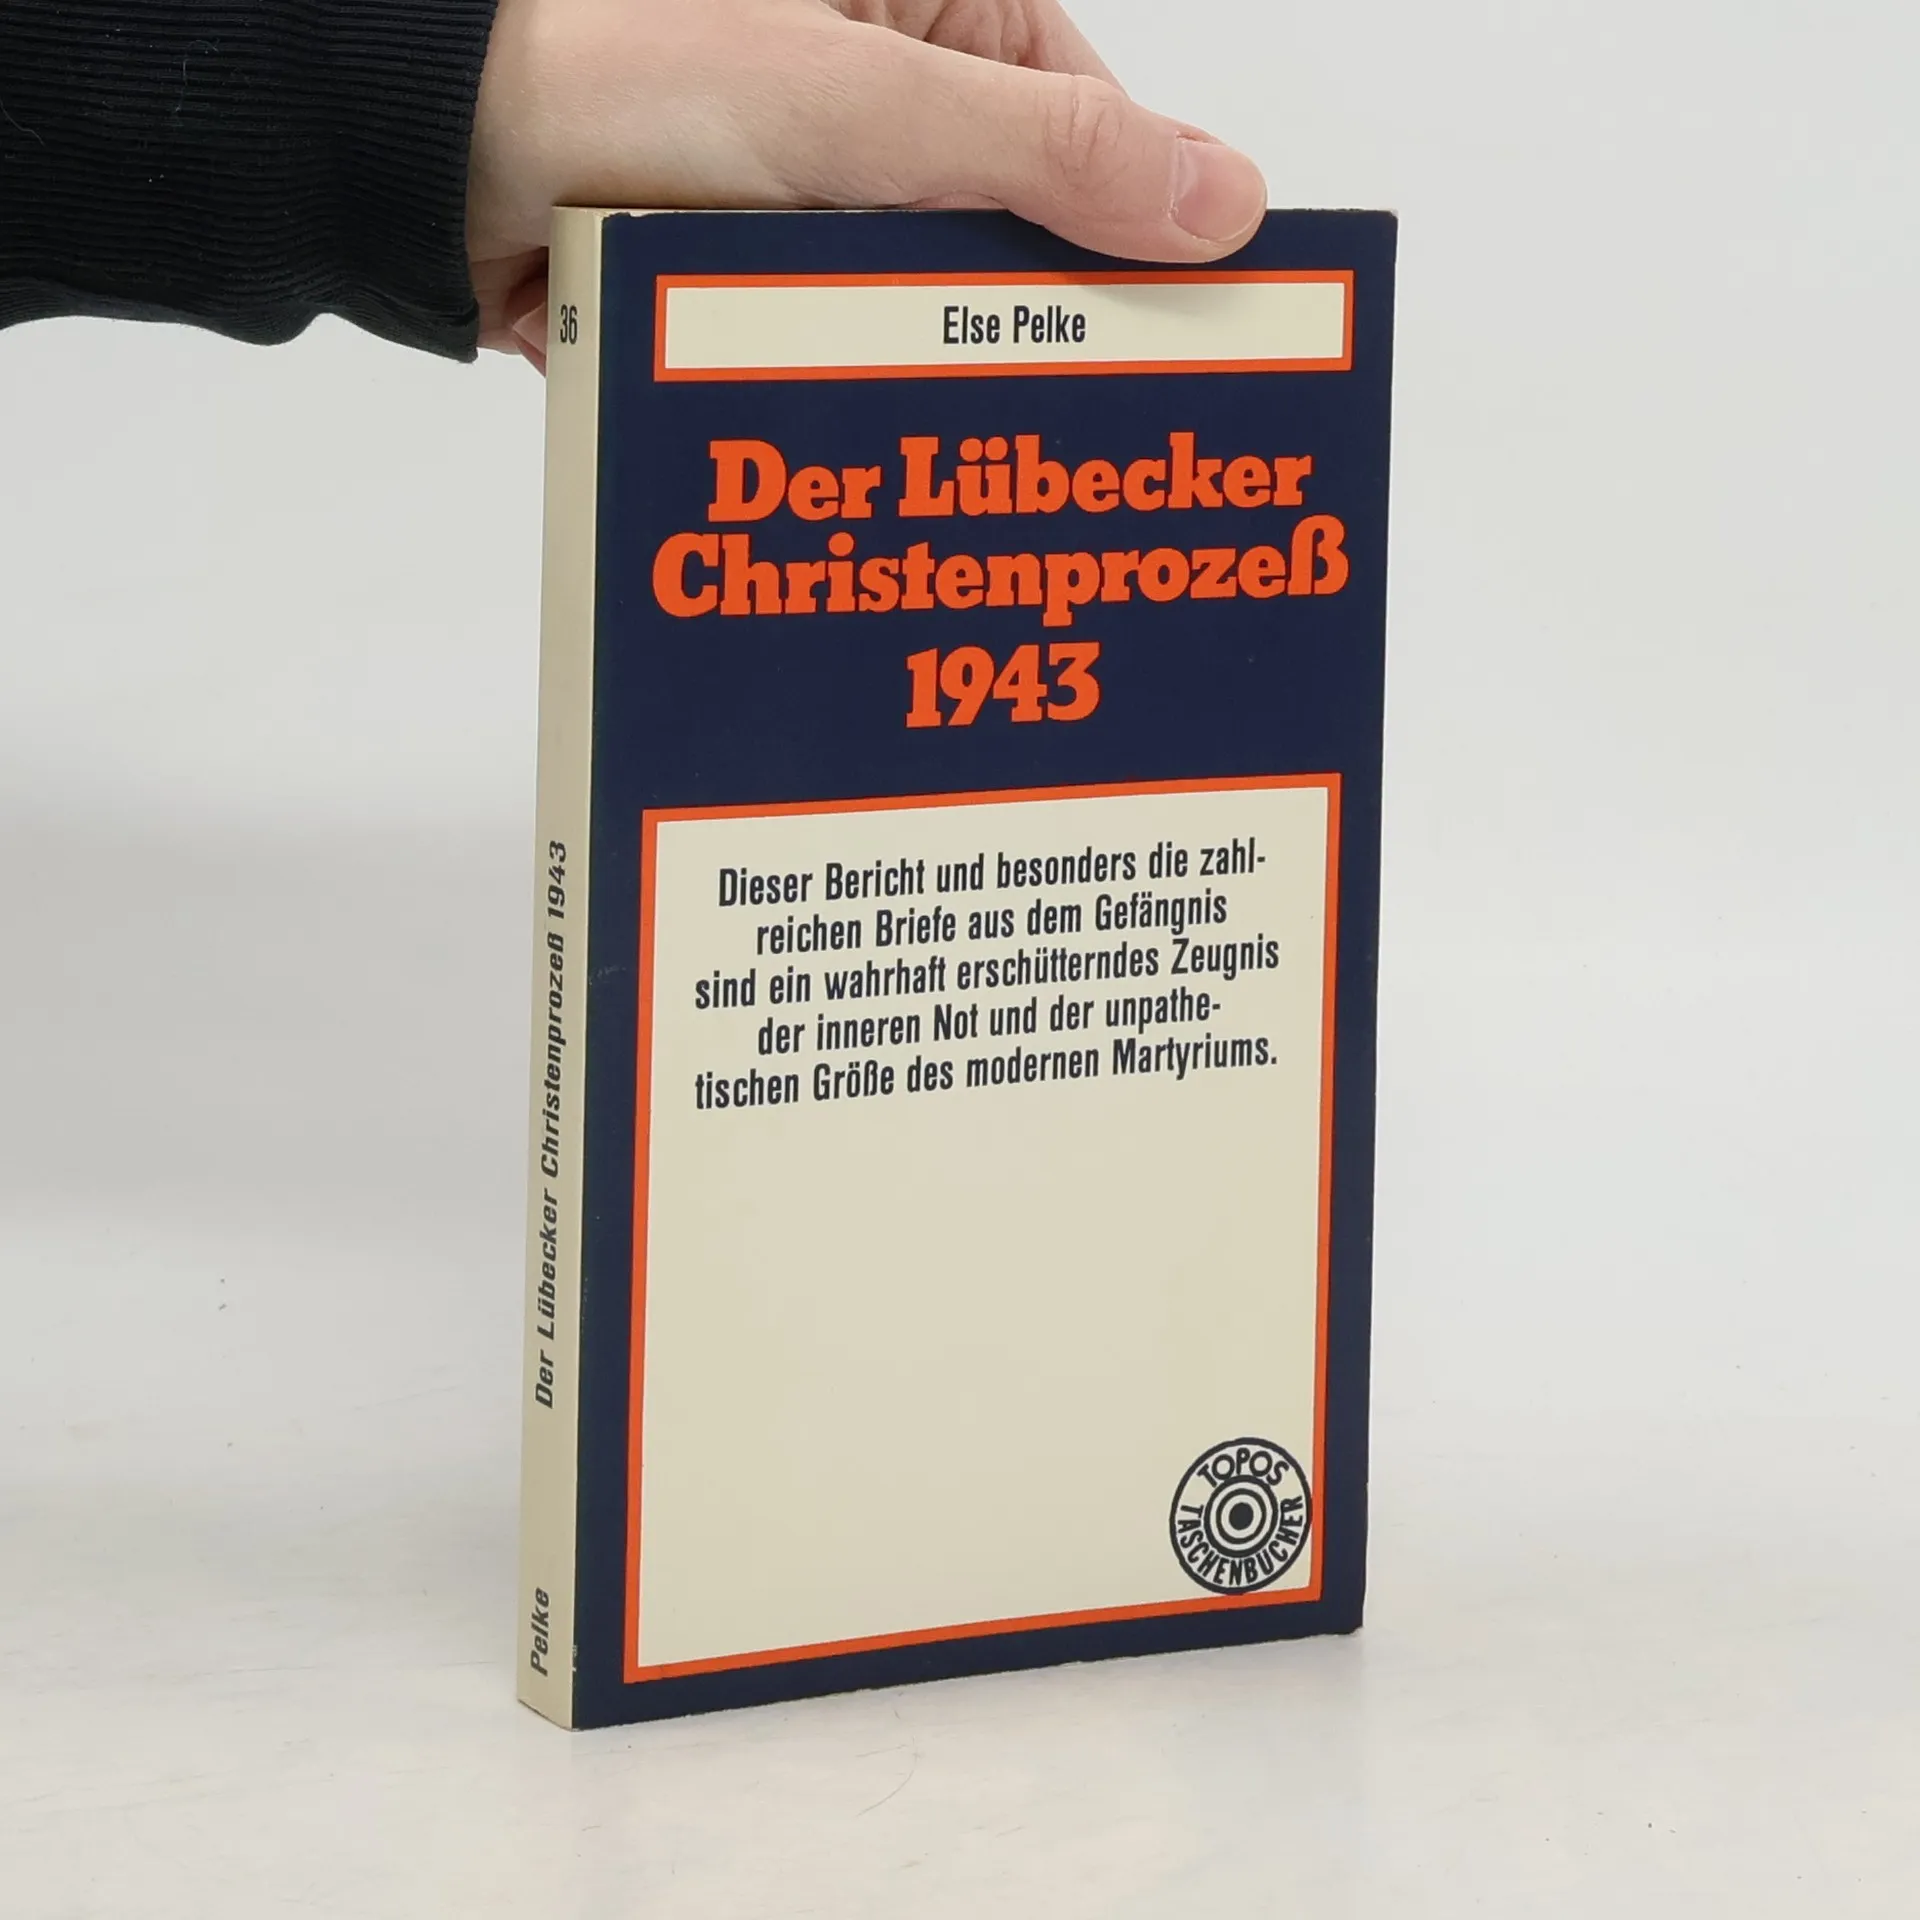 Else Pelke
Der Lübecker
Christenprozeß
1943
Dieser Bericht und besonders die zahl-
reichen Briefe aus dem Gefängnis
sind ein wahrhaft erschütterndes Zeugnis
der inneren Not und der unpathe-
tischen Größe des modernen Martyriums.
TOPOS
TASCHENBÜCHER
36
Pelke Der Lübecker Christenprozeß 1943